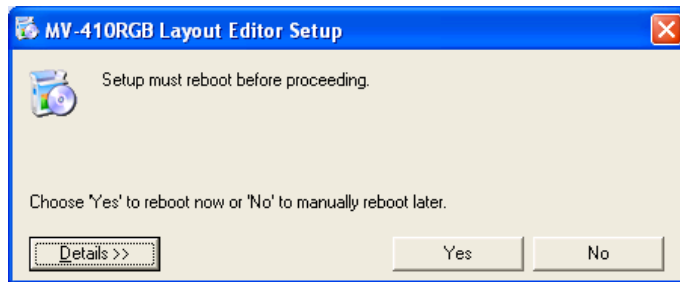 MV-410RGB Layout Editor Setup
Setup must reboot before proceeding.
Choose 'Yes' to reboot now or 'No' to manually reboot later.
Details >>
Yes
No